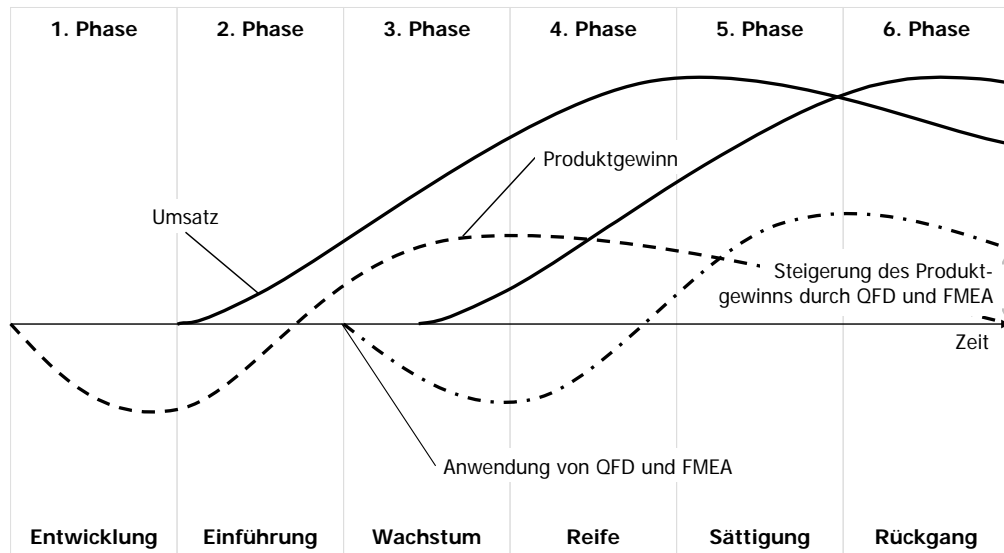 1. Phase 2. Phase 3. Phase 4. Phase 5. Phase 6. Phase
Produktgewinn
Umsatz
Steigerung des Produkt-
gewinns durch QFD und FMEA
Zeit
Anwendung von QFD und FMEA
Entwicklung Einführung Wachstum Reife Sättigung Rückgang